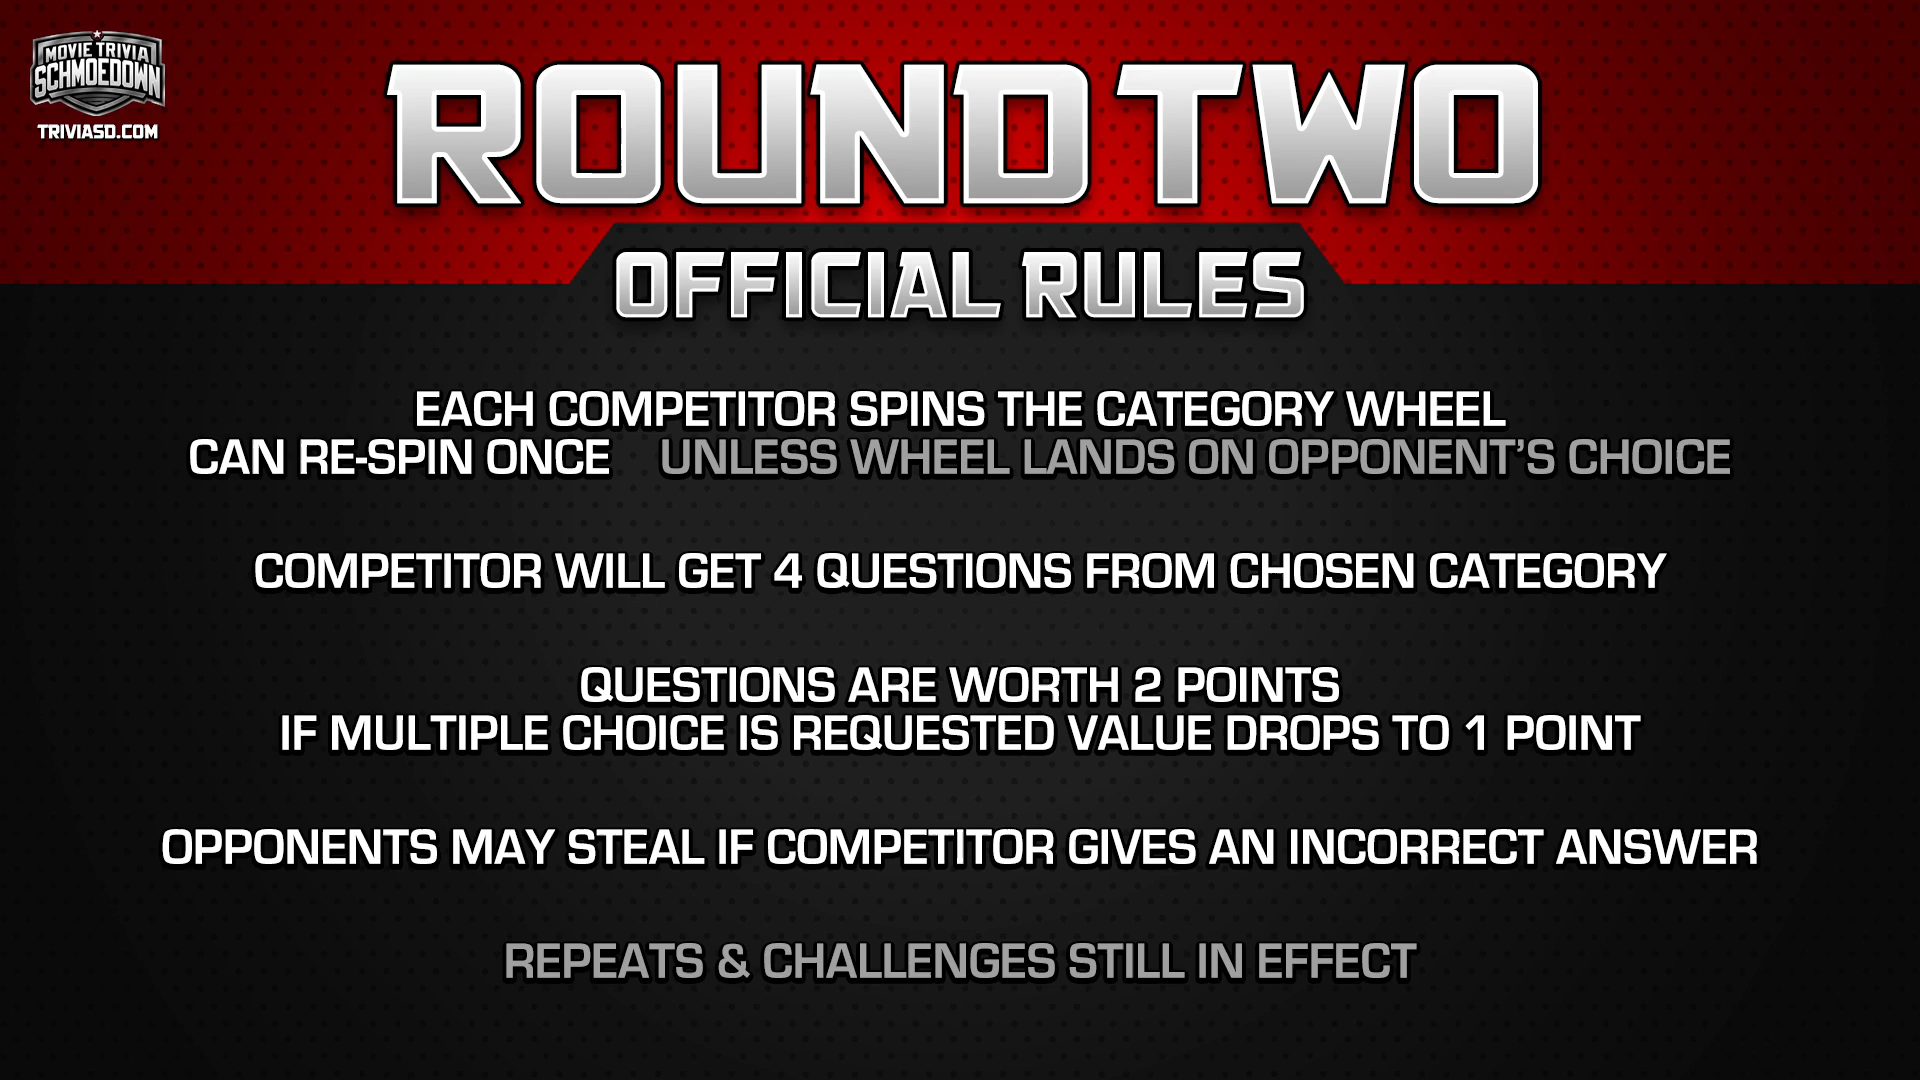 MOVIE TRIVIA
SCHMOEDOWN
TRIVIASD.COM
ROUND TWO
OFFICIAL RULES
EACH COMPETITOR SPINS THE CATEGORY WHEEL
CAN RE-SPIN ONCE UNLESS WHEEL LANDS ON OPPONENT'S CHOICE
COMPETITOR WILL GET 4 QUESTIONS FROM CHOSEN CATEGORY
QUESTIONS ARE WORTH 2 POINTS
IF MULTIPLE CHOICE IS REQUESTED VALUE DROPS TO 1 POINT
OPPONENTS MAY STEAL IF COMPETITOR GIVES AN INCORRECT ANSWER
REPEATS & CHALLENGES STILL IN EFFECT